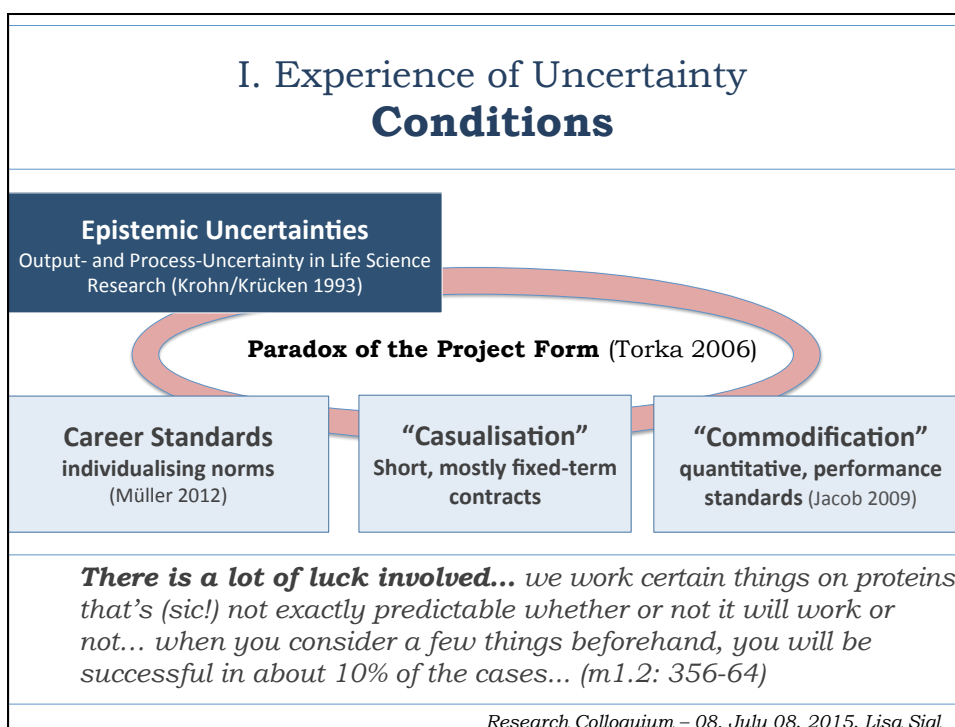 I. Experience of Uncertainty
Conditions
Epistemic Uncertainties
Output- and Process-Uncertainty in Life Science
Research (Krohn/Krücken 1993)
Paradox of the Project Form (Torka 2006)
Career Standards
individualising norms
(Müller 2012)
“Casualisation”
Short, mostly fixed-term
contracts
“Commodification”
quantitative, performance
standards (Jacob 2009)
There is a lot of luck involved... we work certain things on proteins
that's (sic!) not exactly predictable whether or not it will work or
not... when you consider a few things beforehand, you will be
successful in about 10% of the cases... (m1.2: 356-64)
Research Colloquium – 08. July 08, 2015, Lisa Sigl